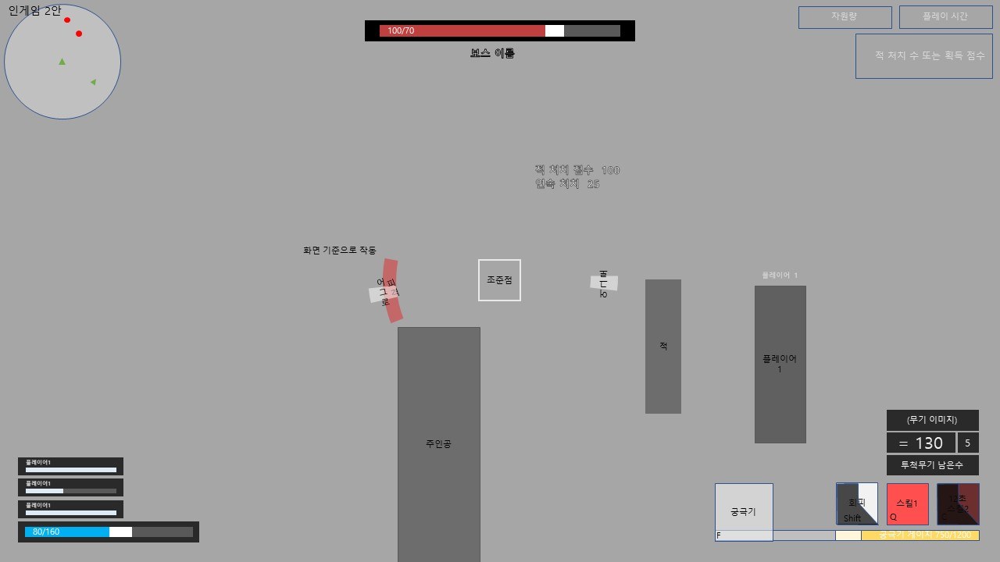 인게임 2안
자원량
플레이 시간
100/70
보스 이름
적 처치 수 또는 획득 점수
적 처치 점수 100
연속 처치 25
화면 기준으로 작동
어그로
피격
조준점
플레이어 1
적
플레이어
1
주인공
(무기 이미지)
= 130
5
투척무기 남은수
플레이어1
플레이어1
플레이어1
80/160
궁극기
F
회피
Shift
스킬1
Q
12초
스킬2
C
궁극기 게이지 750/1200